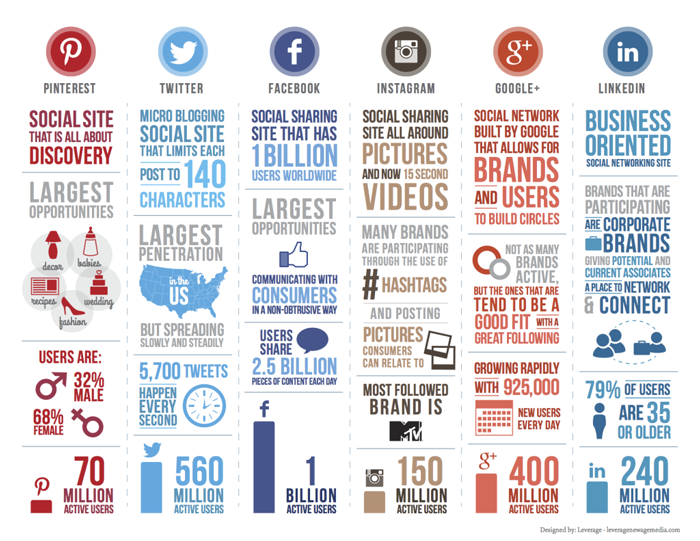 PINTEREST
SOCIAL SITE
THAT IS ALL ABOUT
DISCOVERY
LARGEST
OPPORTUNITIES
decor
babies
recipes
wedding
fashion
USERS ARE:
32%
MALE
68%
FEMALE
70
MILLION
ACTIVE USERS
TWITTER
MICRO BLOGGING
SOCIAL SITE
THAT LIMITS EACH
POST TO 140
CHARACTERS
LARGEST
PENETRATION
in the
US
BUT SPREADING
SLOWLY AND STEADILY
5,700 TWEETS
HAPPEN
EVERY
SECOND
560
MILLION
ACTIVE USERS
FACEBOOK
SOCIAL SHARING
SITE THAT HAS
1 BILLION
USERS WORLDWIDE
LARGEST
OPPORTUNITIES
COMMUNICATING WITH
CONSUMERS
IN A NON-OBTRUSIVE WAY
USERS
SHARE
2.5 BILLION
PIECES OF CONTENT EACH DAY
f
1
BILLION
ACTIVE USERS
INSTAGRAM
SOCIAL SHARING
SITE ALL AROUND
PICTURES
AND NOW 15 SECOND
VIDEOS
MANY BRANDS
ARE PARTICIPATING
THROUGH THE USE OF
# HASHTAGS
AND POSTING
PICTURES
CONSUMERS
CAN RELATE TO
MOST FOLLOWED
BRAND IS
MTV
150
MILLION
ACTIVE USERS
g+
GOOGLE+
SOCIAL NETWORK
BUILT BY GOOGLE
THAT ALLOWS FOR
BRANDS
AND USERS
TO BUILD CIRCLES
NOT AS MANY
BRANDS
ACTIVE,
BUT THE ONES THAT ARE
TEND TO BE A
GOOD FIT WITH A
GREAT FOLLOWING
GROWING RAPIDLY
WITH 925,000
NEW USERS
EVERY DAY
g+
400
MILLION
ACTIVE USERS
in
LINKEDIN
BUSINESS
ORIENTED
SOCIAL NETWORKING SITE
BRANDS THAT ARE
PARTICIPATING
ARE CORPORATE
BRANDS
GIVING POTENTIAL AND
CURRENT ASSOCIATES
A PLACE TO NETWORK
& CONNECT
79% OF USERS
ARE 35
OR OLDER
in
240
MILLION
ACTIVE USERS
Designed by: Leverage - leveragenewagemedia.com